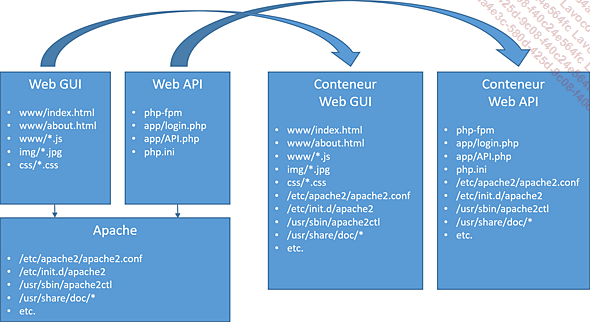 Web GUI
• www/index.html
• www/about.html
• www/*.js
• img/*.jpg
• css/*.css
Web API
• php-fpm
• app/login.php
• app/API.php
• php.ini
Apache
• /etc/apache2/apache2.conf
• /etc/init.d/apache2
• /usr/sbin/apache2ctl
• /usr/share/doc/*
• etc.
Conteneur
Web GUI
• www/index.html
• www/about.html
• www/*.js
• img/*.jpg
• css/*.css
• /etc/apache2/apache2.conf
• /etc/init.d/apache2
• /usr/sbin/apache2ctl
• /usr/share/doc/*
• etc.
Conteneur
Web API
• php-fpm
• app/login.php
• app/API.php
• php.ini
• /etc/apache2/apache2.conf
• /etc/init.d/apache2
• /usr/sbin/apache2ctl
• /usr/share/doc/*
• etc.